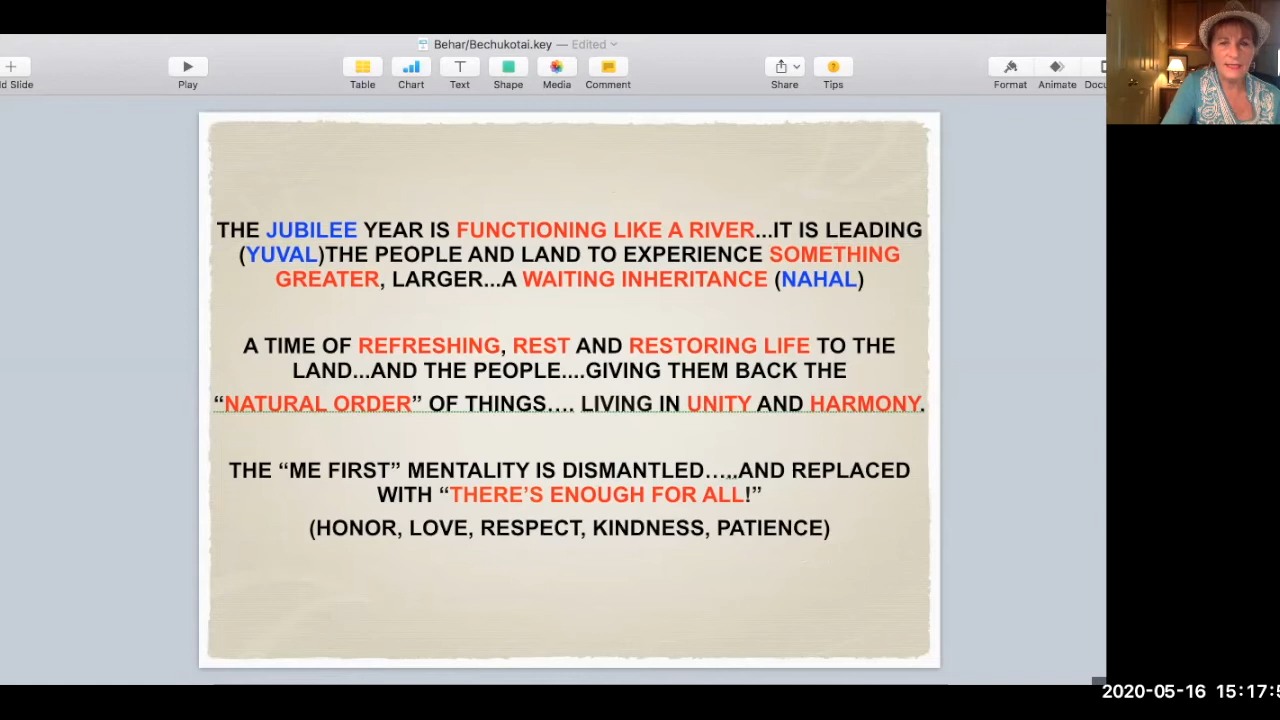 Behar/Bechukotai.key — Edited
d Slide
Play
Table
Chart
Text
Shape
Media
Comment
Share
Tips
Format
Animate
THE JUBILEE YEAR IS FUNCTIONING LIKE A RIVER...IT IS LEADING
(YUVAL)THE PEOPLE AND LAND TO EXPERIENCE SOMETHING
GREATER, LARGER...A WAITING INHERITANCE (NAHAL)
A TIME OF REFRESHING, REST AND RESTORING LIFE TO THE
LAND...AND THE PEOPLE....GIVING THEM BACK THE
“NATURAL ORDER” OF THINGS…. LIVING IN UNITY AND HARMONY.
THE “ME FIRST” MENTALITY IS DISMANTLED…..AND REPLACED
WITH “THERE’S ENOUGH FOR ALL!”
(HONOR, LOVE, RESPECT, KINDNESS, PATIENCE)
2020-05-16 15:17:5